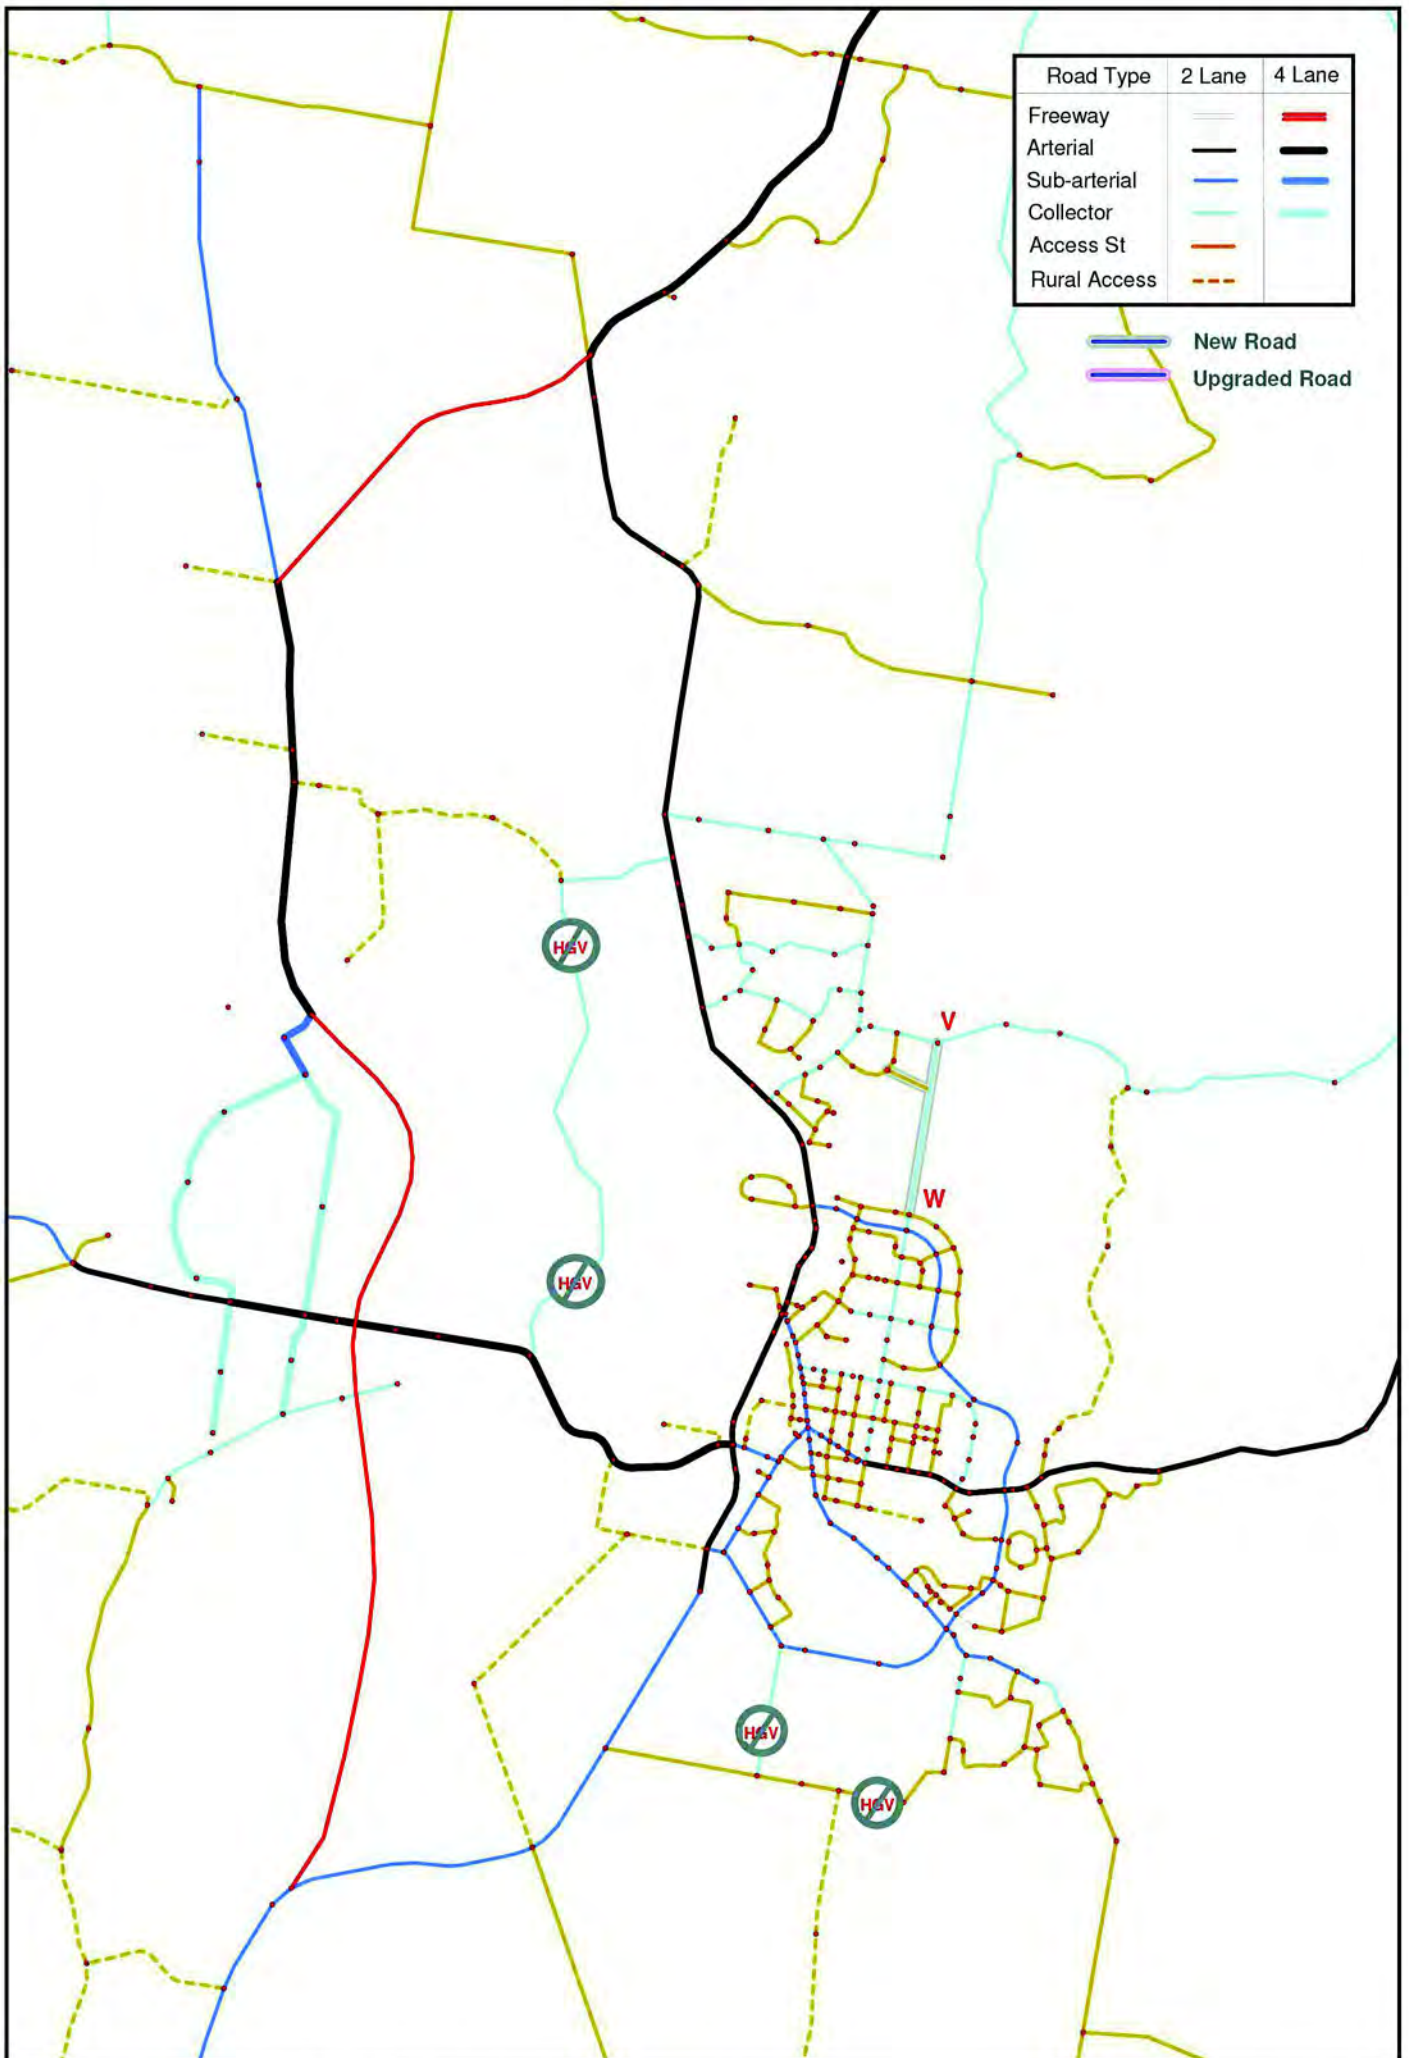 Road Type 2 Lane 4 Lane
Freeway
Arterial
Sub-arterial
Collector
Access St
Rural Access
New Road
Upgraded Road
HGV
V
W
HGV
HGV
HGV